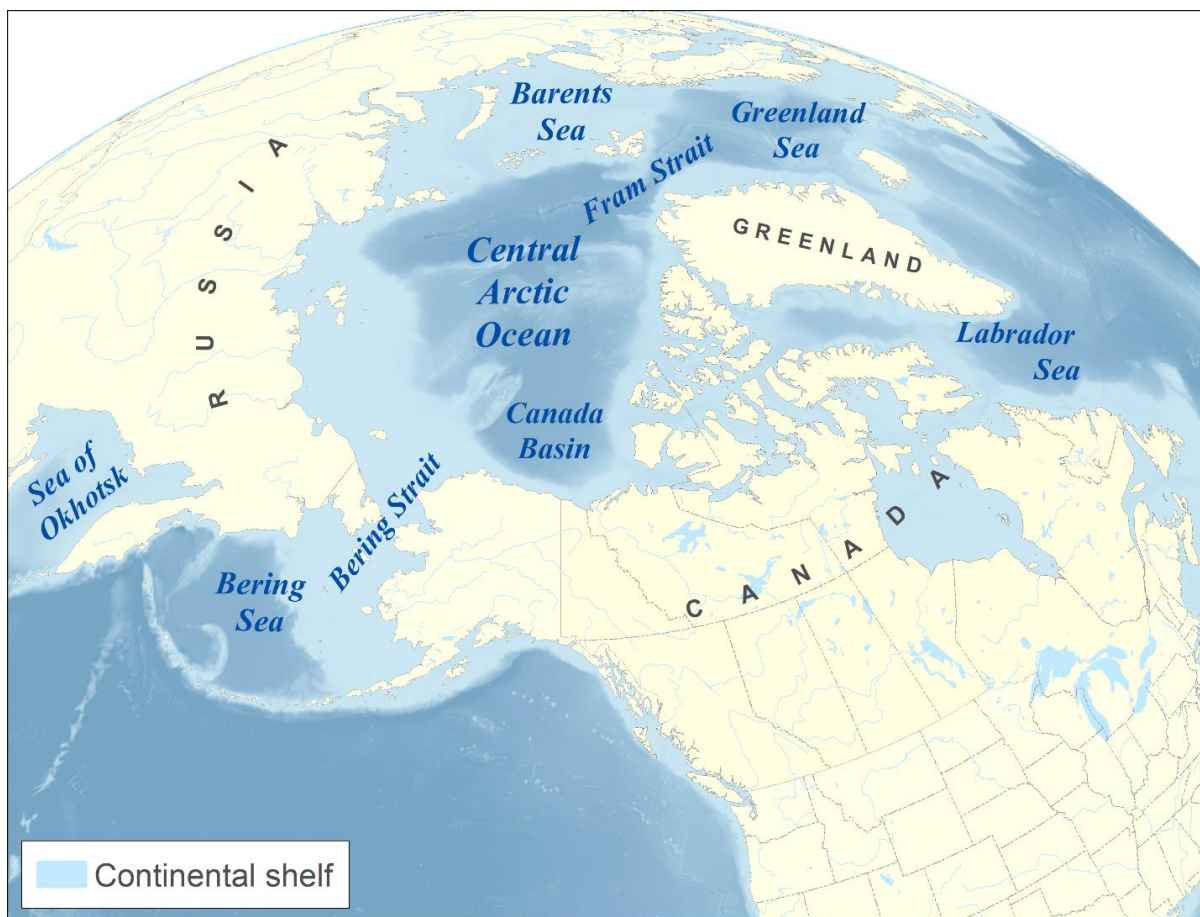 Barents
Sea
Greenland
Sea
Fram Strait
RUSSIA
GREENLAND
Central
Arctic
Ocean
Labrador
Sea
Canada
Basin
Sea of
Okhotsk
Bering Strait
CANADA
Bering
Sea
Continental shelf